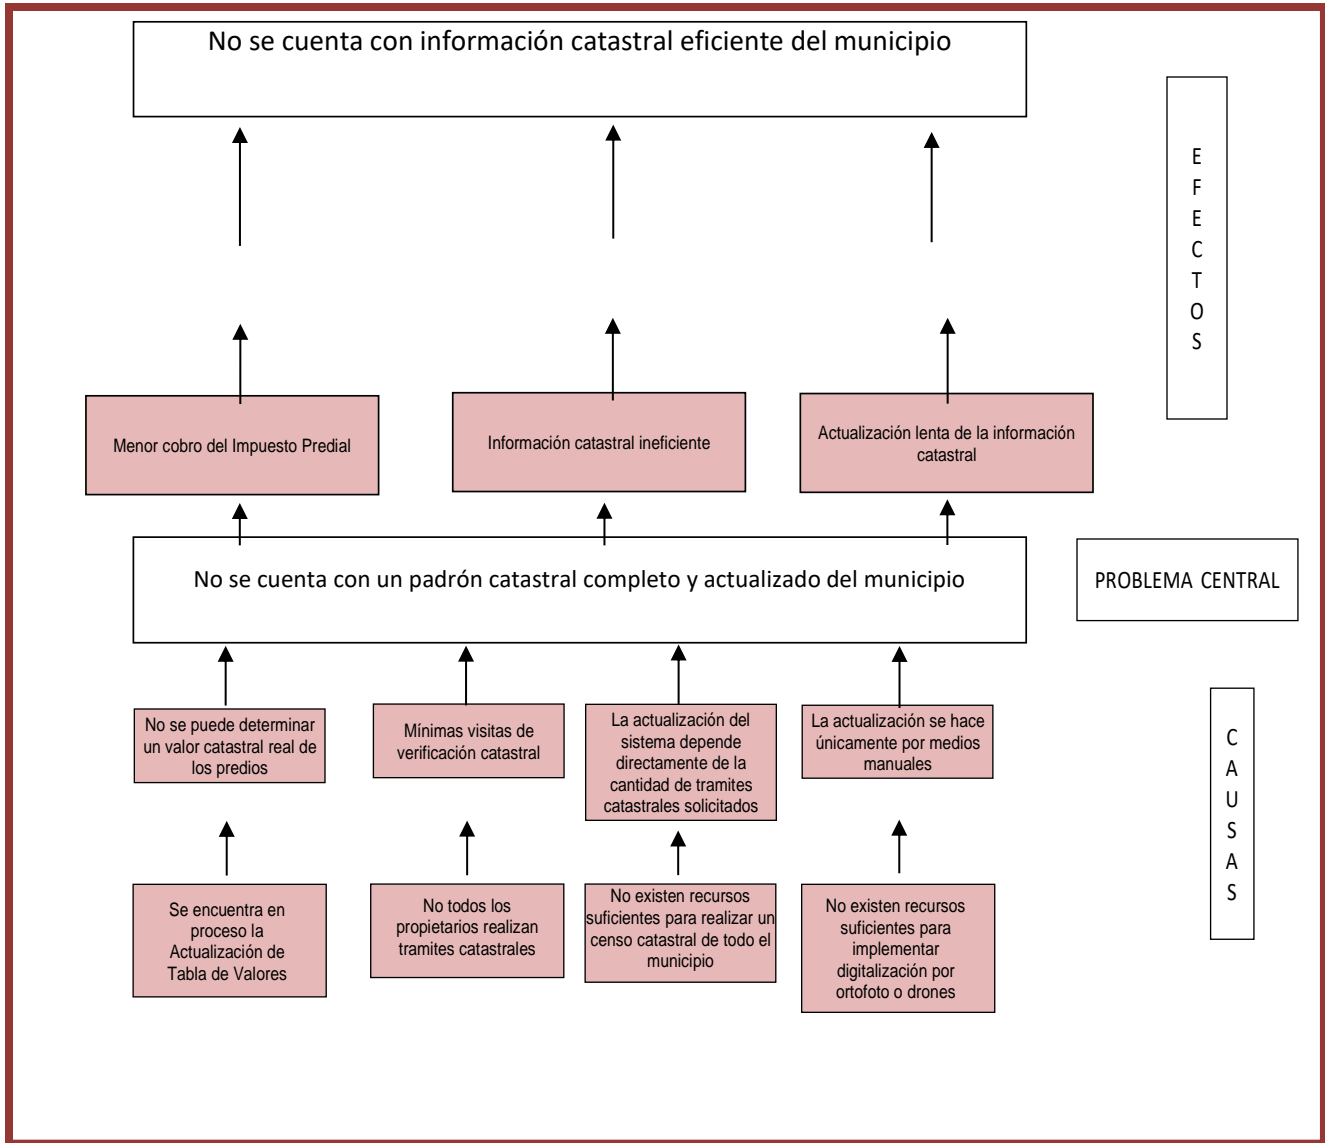 No se cuenta con información catastral eficiente del municipio
E
F
E
C
T
O
S
Menor cobro del Impuesto Predial
Información catastral ineficiente
Actualización lenta de la información
catastral
No se cuenta con un padrón catastral completo y actualizado del municipio
PROBLEMA CENTRAL
No se puede determinar
un valor catastral real de
los predios
Mínimas visitas de
verificación catastral
La actualización del
sistema depende
directamente de la
cantidad de tramites
catastrales solicitados
La actualización se hace
únicamente por medios
manuales
C
A
U
S
A
S
Se encuentra en
proceso la
Actualización de
Tabla de Valores
No todos los
propietarios realizan
tramites catastrales
No existen recursos
suficientes para realizar un
censo catastral de todo el
municipio
No existen recursos
suficientes para
implementar
digitalización por
ortofoto o drones